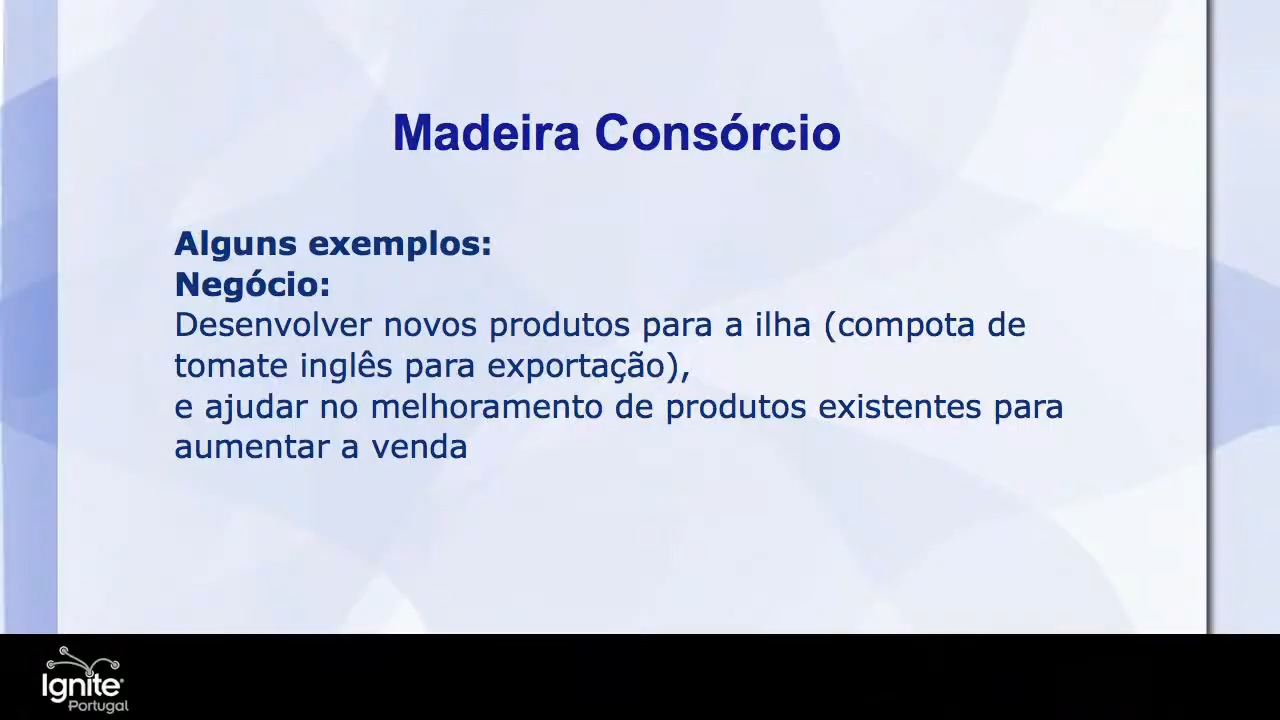 Madeira Consórcio
Alguns exemplos:
Negócio:
Desenvolver novos produtos para a ilha (compota de
tomate inglês para exportação),
e ajudar no melhoramento de produtos existentes para
aumentar a venda
Ignite
Portugal